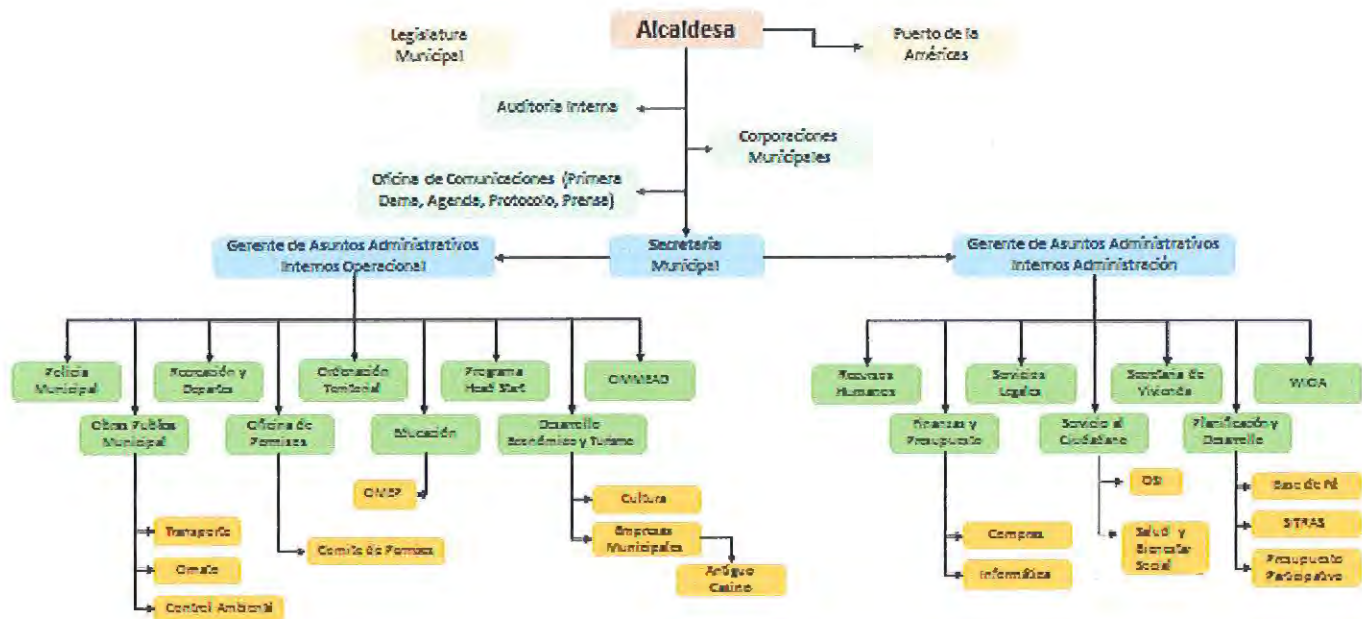 Legislatura
Municipal
Alcaldesa
Puerto de la
Américas
Auditoría Interna
Corporaciones
Municipales
Oficina de Comunicaciones (Primera
Dama, Agenda, Protocolo, Prensa)
Gerente de Asuntos Administrativos
Internos Operacional
Secretaria
Municipal
Gerente de Asuntos Administrativos
Internos Administración
Policía
Municipal
Recreación y
Deportes
Ordenación
Territorial
Programa
Head Start
OMMEAD
Recursos
Humanos
Servicios
Legales
Secretaria de
Vivienda
WIOA
Obras Publica
Municipal
Oficina de
Permisos
Educación
Desarrollo
Económico y Turismo
Finanzas y
Presupuesto
Servicio al
Ciudadano
Planificación y
Desarrollo
OMEP
Cultura
Empresas
Municipales
Antiguo
Casino
Transporte
Ornato
Control Ambiental
Comite de Permisos
Compras
Informática
Salud y
Bienestar
Social
Base de Fé
SITRAS
Presupuesto
Participativo